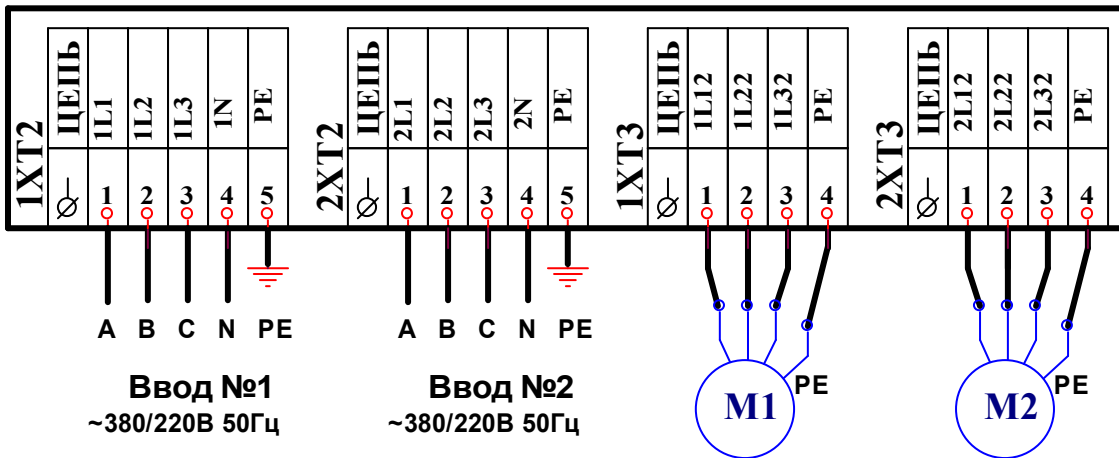 1XT2
ЦЕПЬ
1L1
1L2
1L3
1N
PE
1 2 3 4 5
A B C N PE
Ввод №1
~380/220В 50Гц
2XT2
ЦЕПЬ
2L1
2L2
2L3
2N
PE
1 2 3 4 5
A B C N PE
Ввод №2
~380/220В 50Гц
1XT3
ЦЕПЬ
1L12
1L22
1L32
PE
1 2 3 4
M1
PE
2XT3
ЦЕПЬ
2L12
2L22
2L32
PE
1 2 3 4
M2
PE